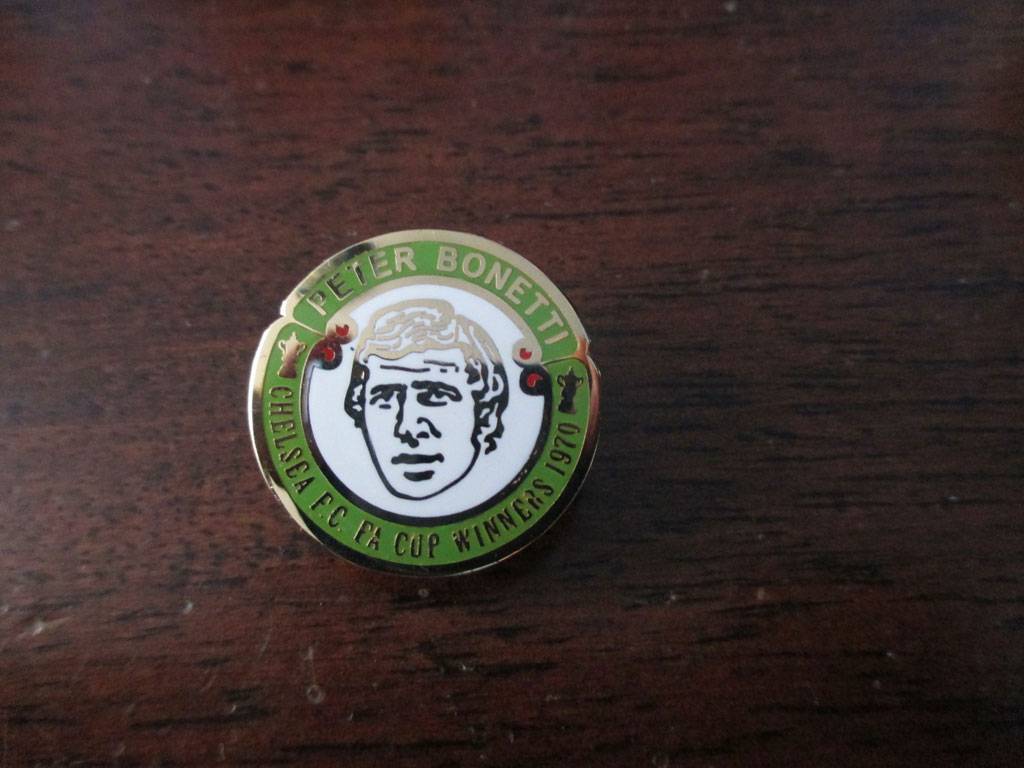 PETER BONETTI
CHELSEA F.C. FA CUP WINNERS 1970